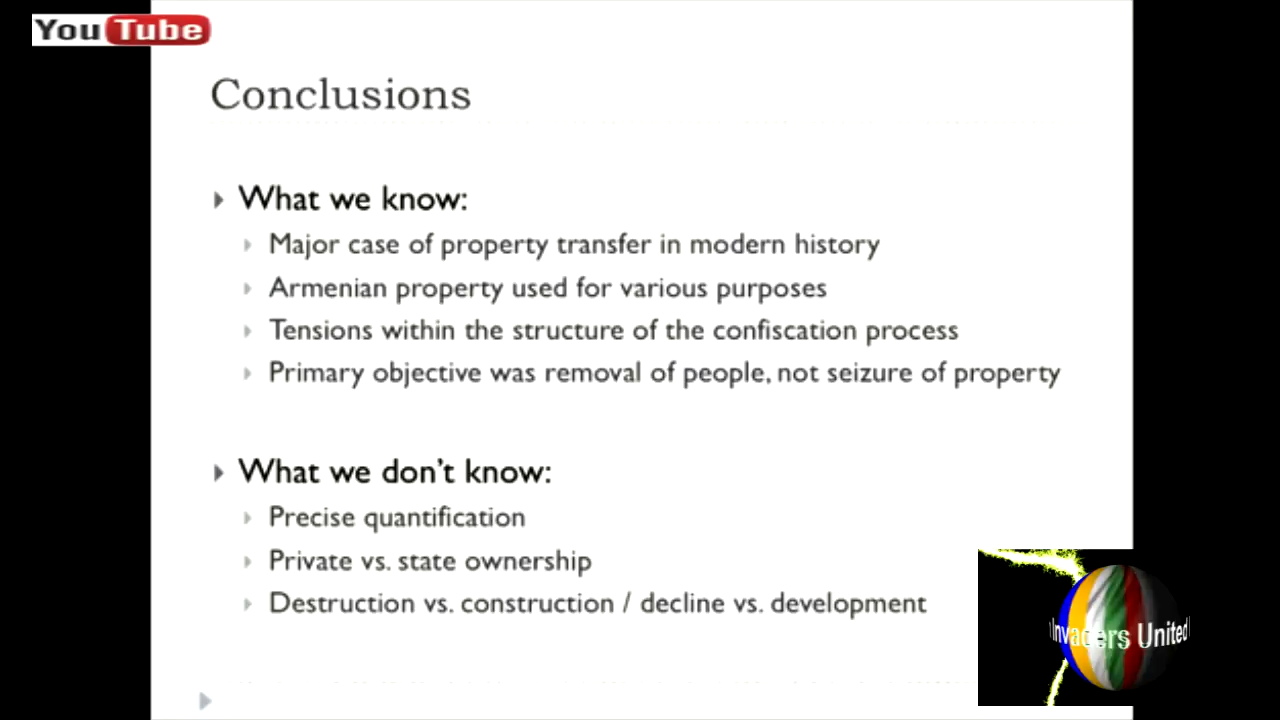 YouTube
Conclusions
What we know:
Major case of property transfer in modern history
Armenian property used for various purposes
Tensions within the structure of the confiscation process
Primary objective was removal of people, not seizure of property
What we don't know:
Precise quantification
Private vs. state ownership
Destruction vs. construction / decline vs. development
Invaders United